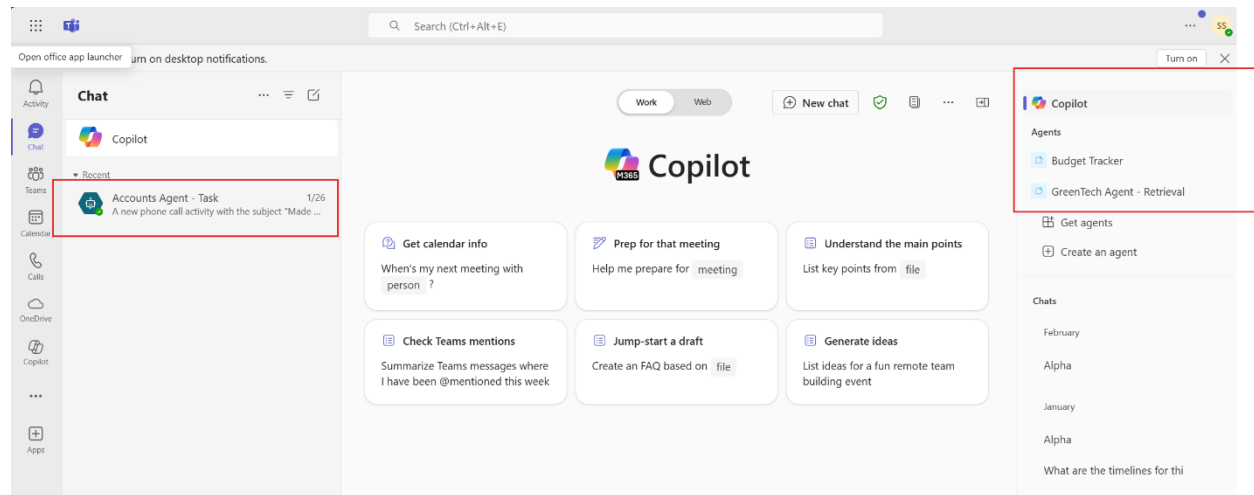 Search (Ctrl+Alt+E)
SS
Open office app launcher
urn on desktop notifications.
Turn on
Activity
Chat
Teams
Calendar
Calls
OneDrive
Copilot
Apps
Chat
Copilot
Recent
Accounts Agent - Task
1/26
A new phone call activity with the subject "Made ...
Work
Web
New chat
M365
Copilot
Get calendar info
When's my next meeting with
person ?
Prep for that meeting
Help me prepare for meeting
Understand the main points
List key points from file
Check Teams mentions
Summarize Teams messages where
I have been @mentioned this week
Jump-start a draft
Create an FAQ based on file
Generate ideas
List ideas for a fun remote team
building event
Copilot
Agents
Budget Tracker
GreenTech Agent - Retrieval
Get agents
Create an agent
Chats
February
Alpha
January
Alpha
What are the timelines for thi